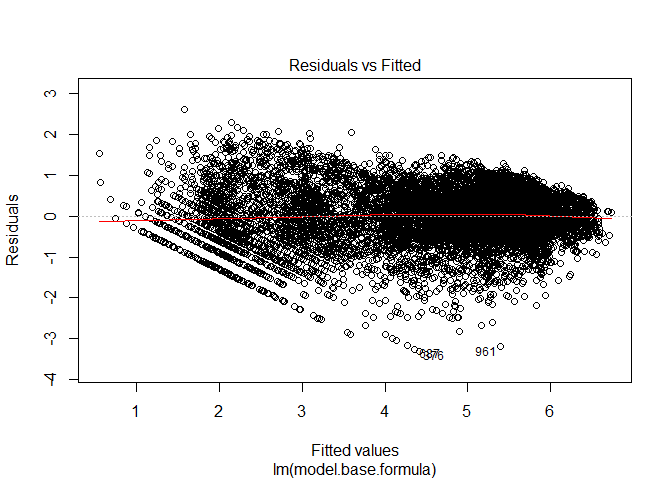 Residuals vs Fitted
Residuals
3
2
1
0
-1
-2
-3
-4
961
1 2 3 4 5 6
Fitted values
lm(model.base.formula)